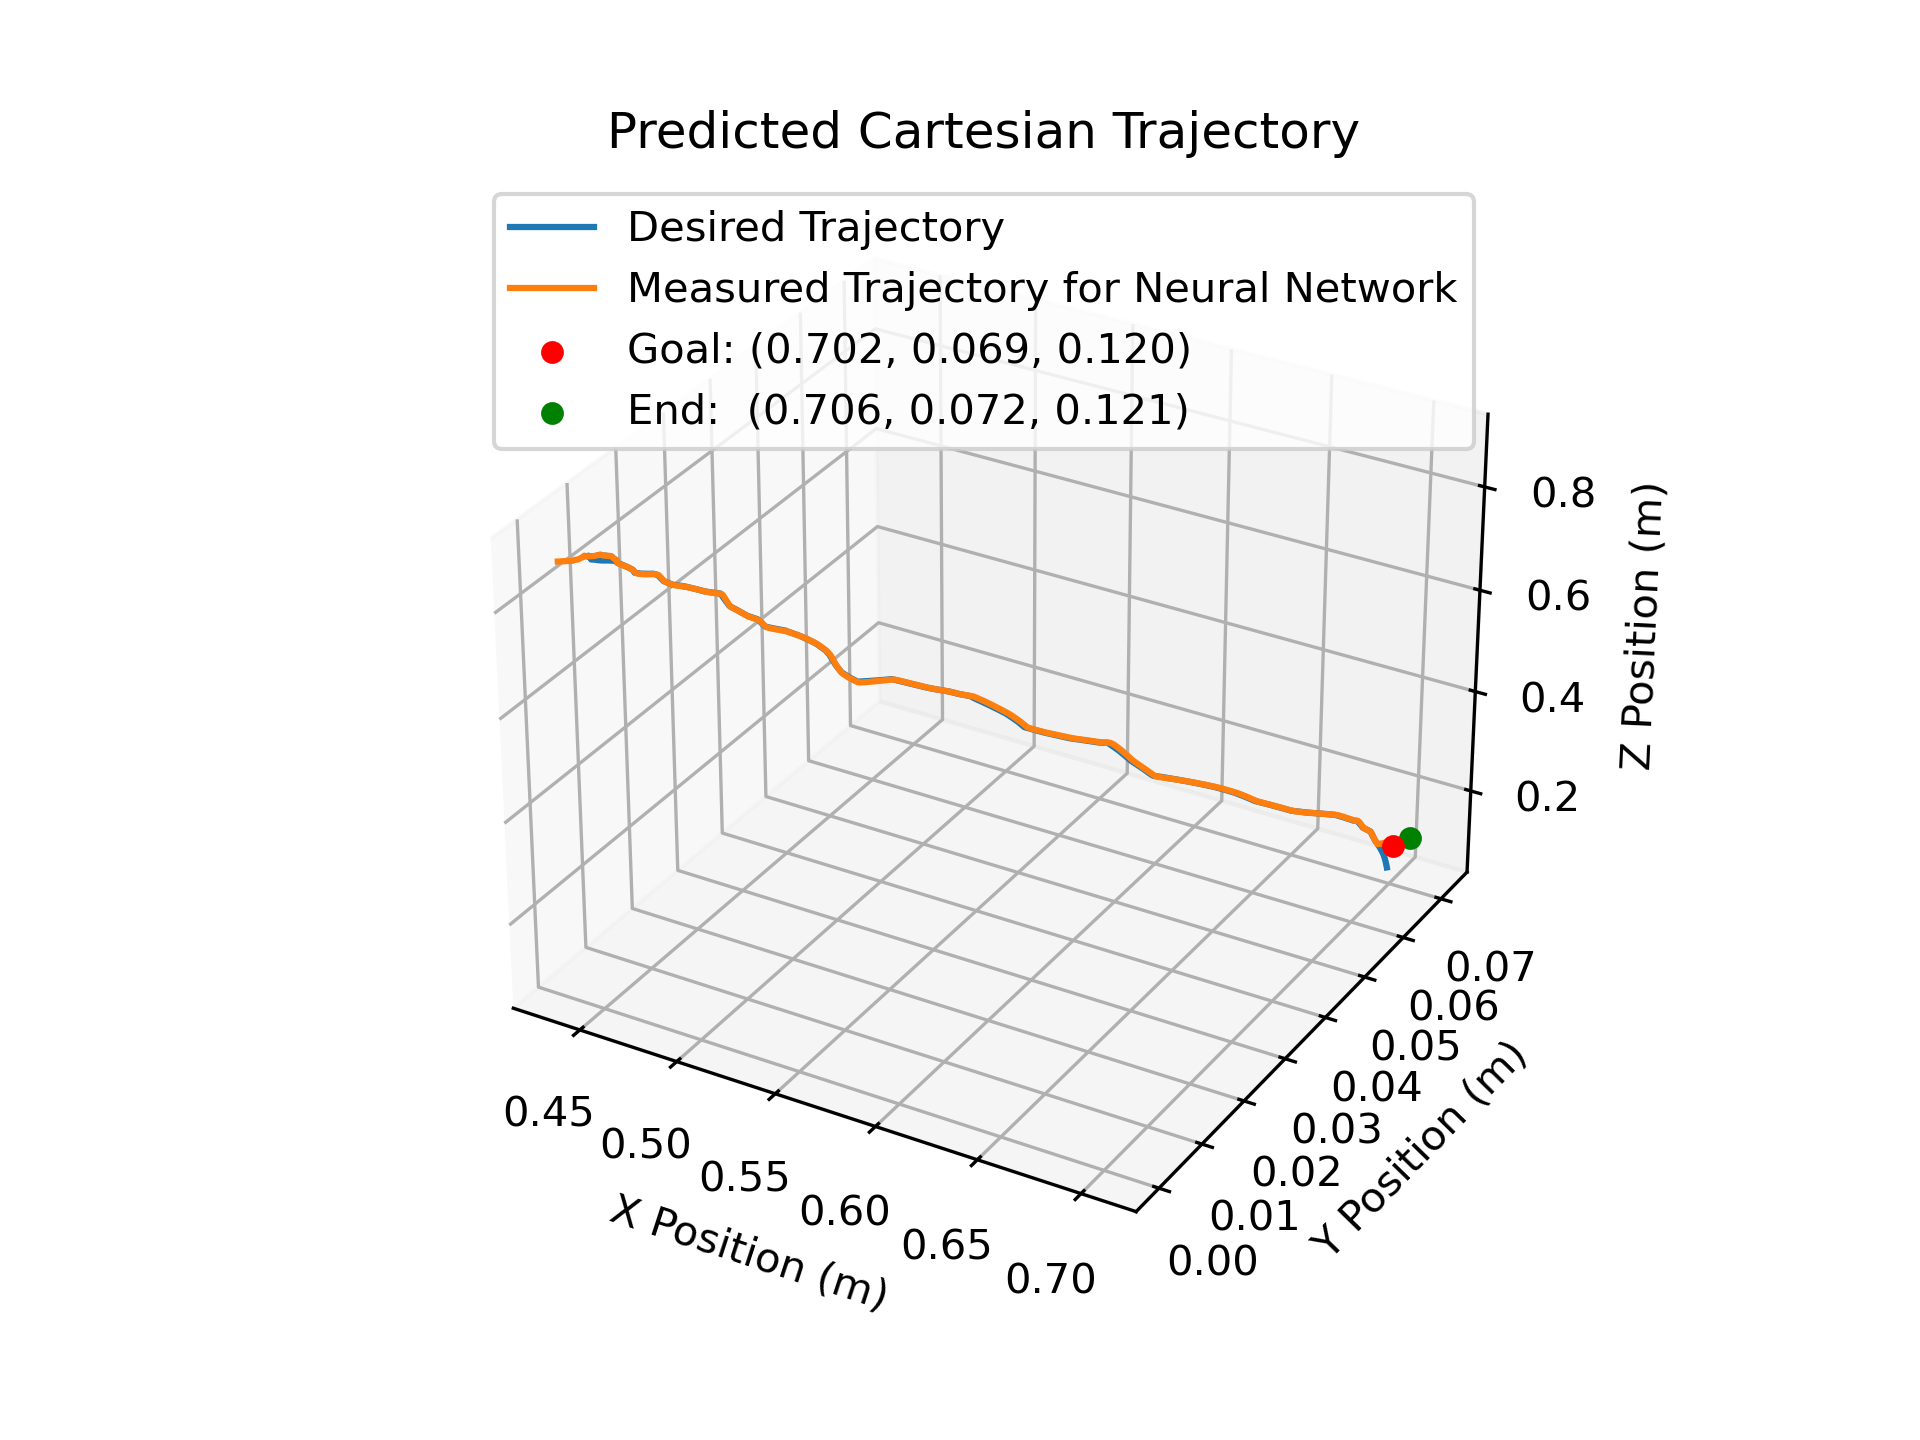 Predicted Cartesian Trajectory
Desired Trajectory
Measured Trajectory for Neural Network
Goal: (0.702, 0.069, 0.120)
End:  (0.706, 0.072, 0.121)
0.8
0.6
0.4
0.2
Z Position (m)
0.07
0.06
0.05
0.04
0.03
0.02
0.01
0.00
Y Position (m)
0.45
0.50
0.55
0.60
0.65
0.70
X Position (m)